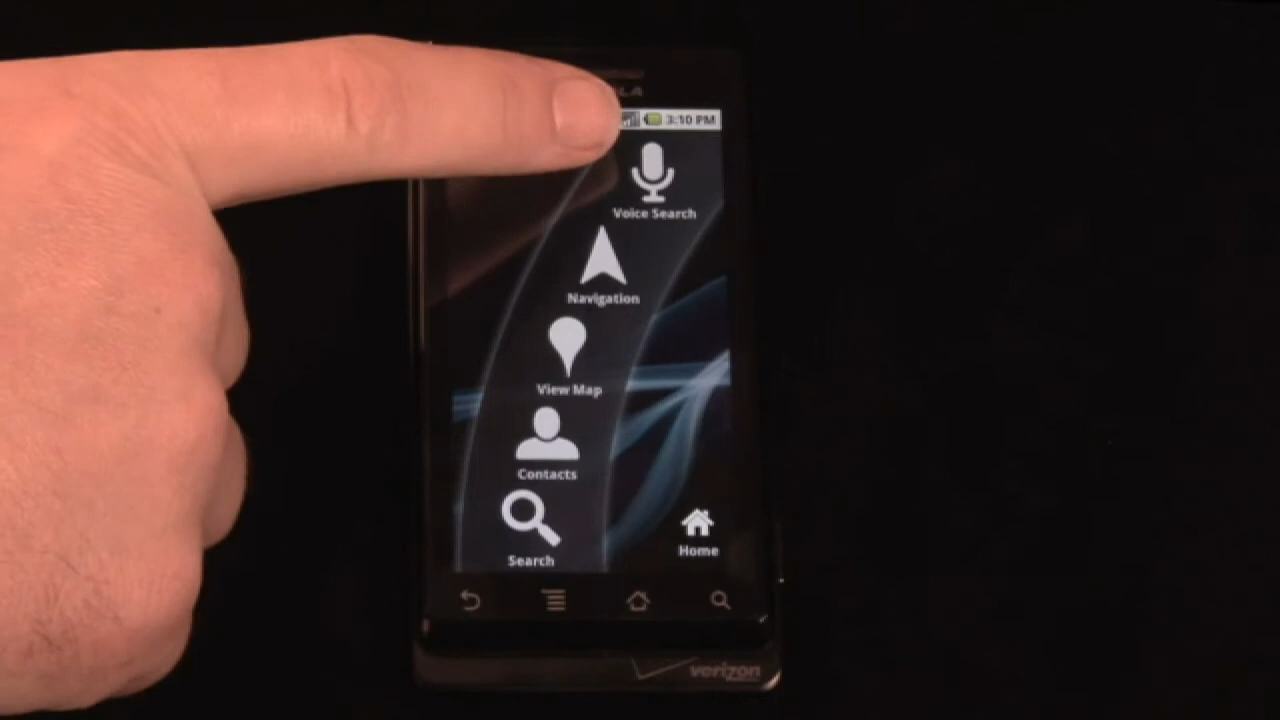 3:10 PM
Voice Search
Navigation
View Map
Contacts
Search
Home
verizon